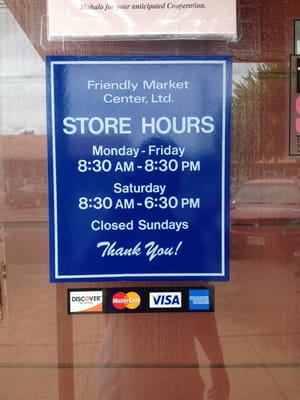 Mahalo for your anticipated Cooperation.
Friendly Market
Center, Ltd.
STORE HOURS
Monday - Friday
8:30 AM - 8:30 PM
Saturday
8:30 AM - 6:30 PM
Closed Sundays
Thank You!
DISCOVER MasterCard VISA